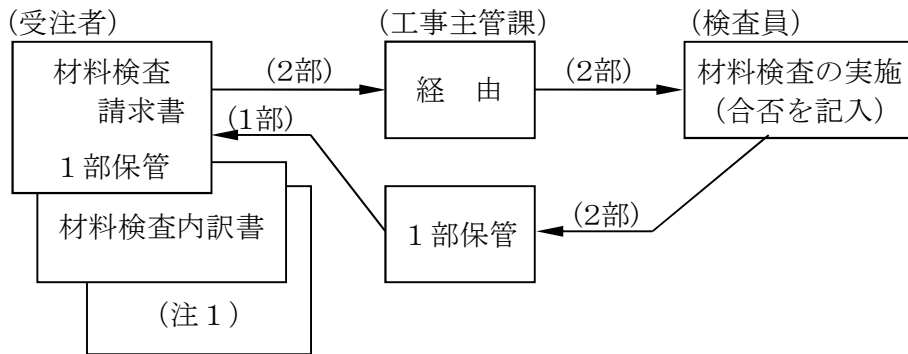 (受注者)
(工事主管課)
(検査員)
材料検査
請求書
1部保管
(2部)
経　由
(2部)
材料検査の実施
(合否を記入)
(1部)
材料検査内訳書
1部保管
(2部)
(注1)